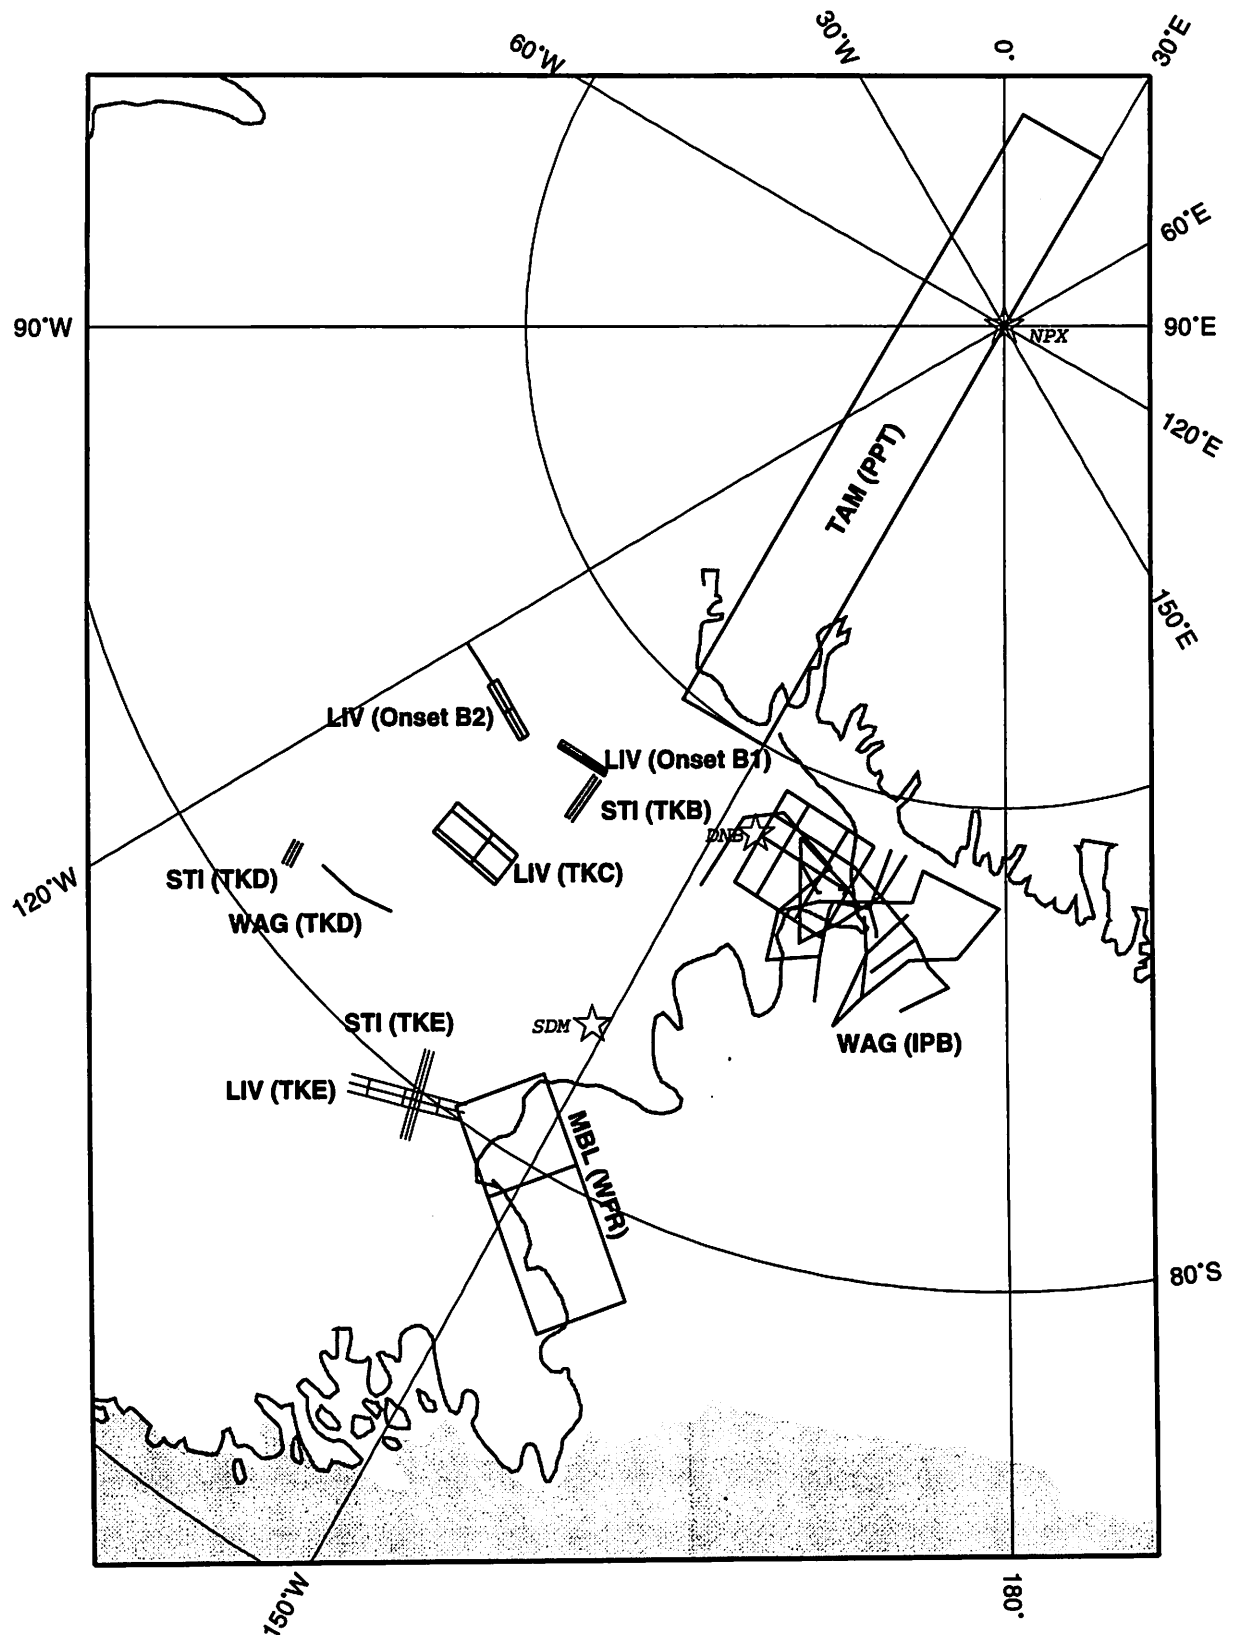 60°W
30°W
0°
30°E
60°E
90°W
NPX
90°E
120°E
TAM (PPT)
150°E
LIV (Onset B2)
LIV (Onset B1)
STI (TKB)
DNB
STI (TKD)
LIV (TKC)
120°W
WAG (TKD)
STI (TKE)
SDM
WAG (IPB)
LIV (TKE)
MBL (WFR)
80°S
150°W
180°